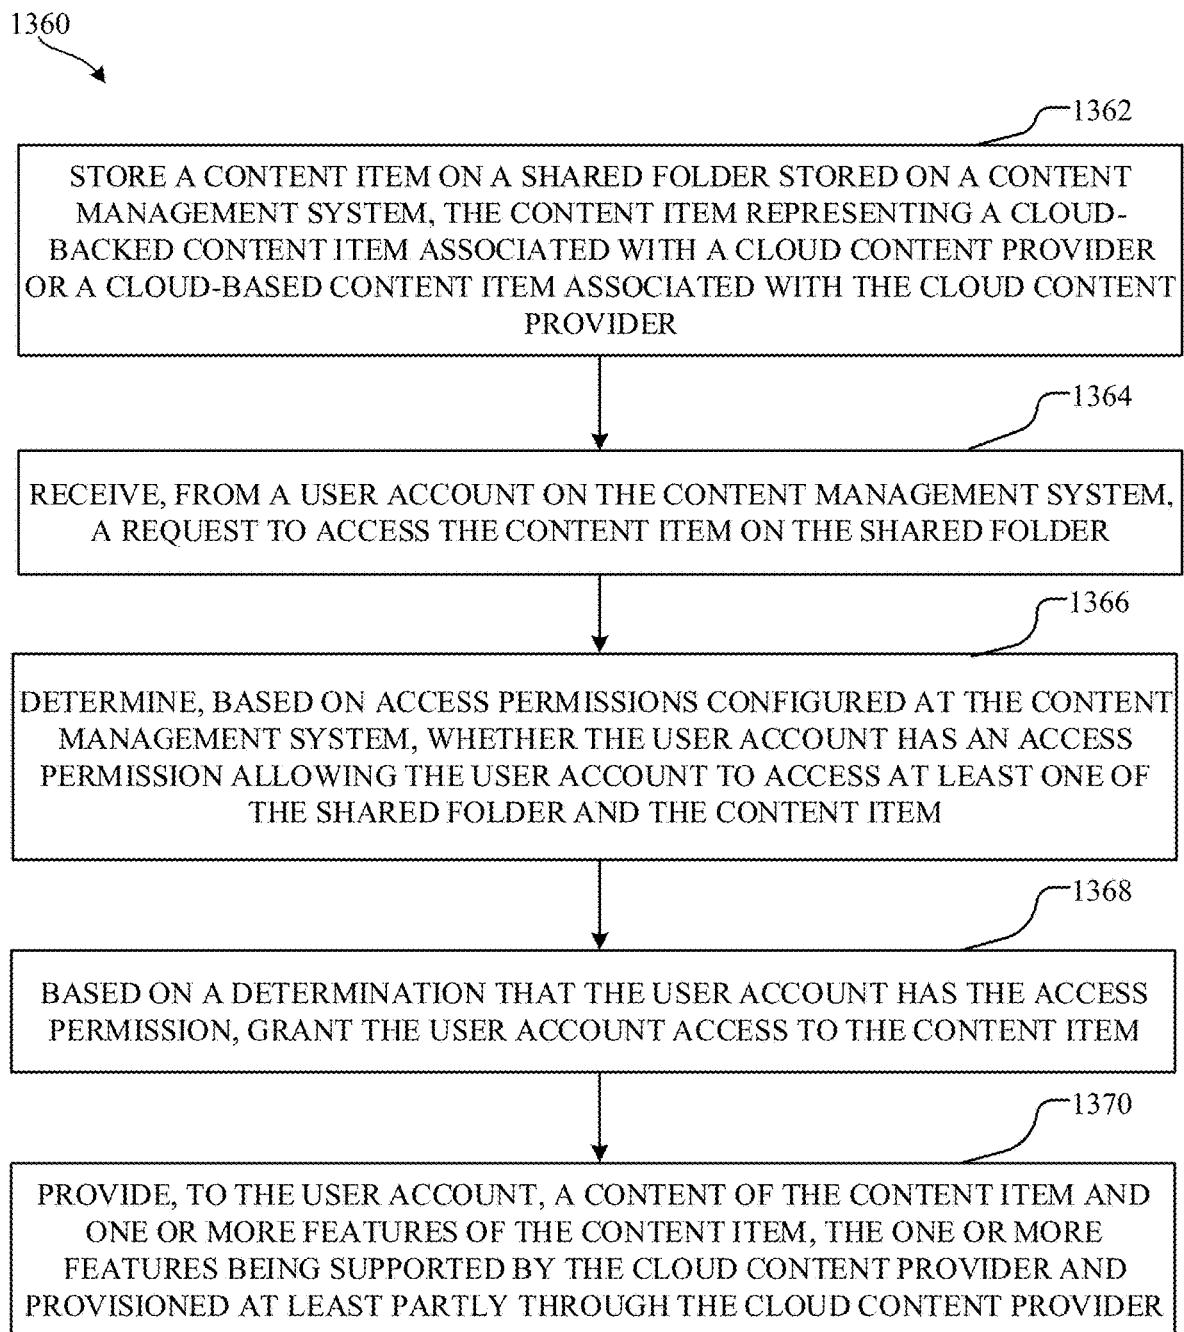 1360
1362
STORE A CONTENT ITEM ON A SHARED FOLDER STORED ON A CONTENT
MANAGEMENT SYSTEM, THE CONTENT ITEM REPRESENTING A CLOUD-
BACKED CONTENT ITEM ASSOCIATED WITH A CLOUD CONTENT PROVIDER
OR A CLOUD-BASED CONTENT ITEM ASSOCIATED WITH THE CLOUD CONTENT
PROVIDER
1364
RECEIVE, FROM A USER ACCOUNT ON THE CONTENT MANAGEMENT SYSTEM,
A REQUEST TO ACCESS THE CONTENT ITEM ON THE SHARED FOLDER
1366
DETERMINE, BASED ON ACCESS PERMISSIONS CONFIGURED AT THE CONTENT
MANAGEMENT SYSTEM, WHETHER THE USER ACCOUNT HAS AN ACCESS
PERMISSION ALLOWING THE USER ACCOUNT TO ACCESS AT LEAST ONE OF
THE SHARED FOLDER AND THE CONTENT ITEM
1368
BASED ON A DETERMINATION THAT THE USER ACCOUNT HAS THE ACCESS
PERMISSION, GRANT THE USER ACCOUNT ACCESS TO THE CONTENT ITEM
1370
PROVIDE, TO THE USER ACCOUNT, A CONTENT OF THE CONTENT ITEM AND
ONE OR MORE FEATURES OF THE CONTENT ITEM, THE ONE OR MORE
FEATURES BEING SUPPORTED BY THE CLOUD CONTENT PROVIDER AND
PROVISIONED AT LEAST PARTLY THROUGH THE CLOUD CONTENT PROVIDER